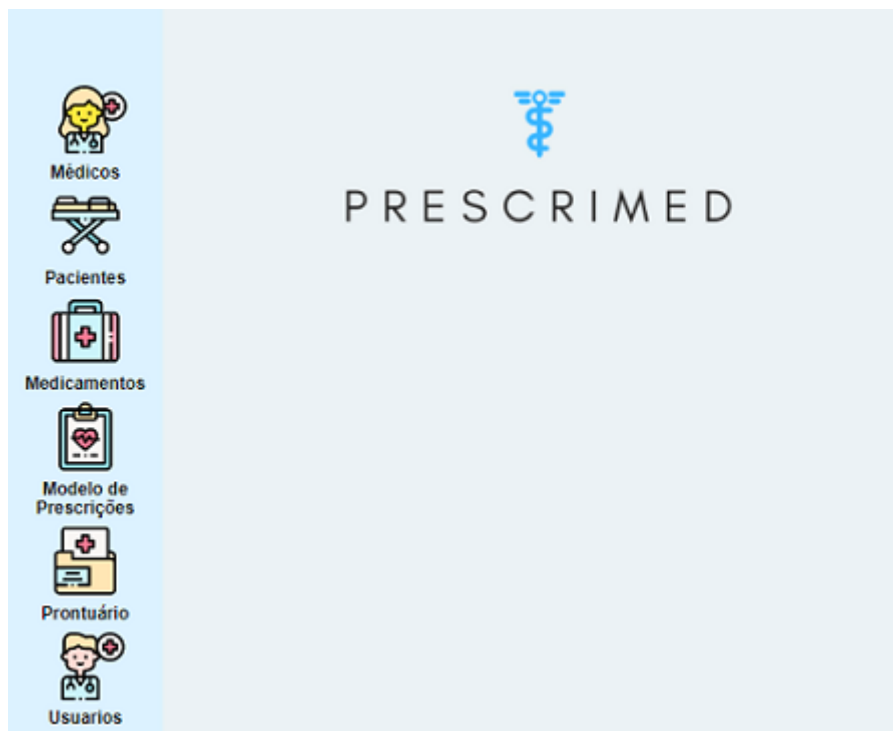 PRESCRIMED
Médicos
Pacientes
Medicamentos
Modelo de
Prescrições
Prontuário
Usuarios